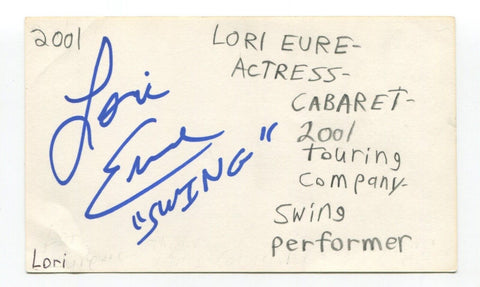 2001
Lori
Eure
"SWING"
LORI EURE-
ACTRESS-
CABARET-
2001
touring
company-
swing
performer
Lori